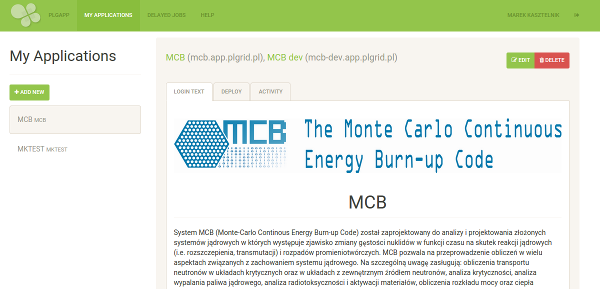 PLGAPP MY APPLICATIONS DELAYED JOBS HELP MAREK KASZTELNIK
My Applications
+ ADD NEW
MCB MCB
MKTEST MKTEST
MCB (mcb.app.plgrid.pl), MCB dev (mcb-dev.app.plgrid.pl)
EDIT DELETE
LOGIN TEXT DEPLOY ACTIVITY
MCB The Monte Carlo Continuous
Energy Burn-up Code
MCB
System MCB (Monte-Carlo Continous Energy Burn-up Code) został zaprojektowany do analizy i projektowania złożonych
systemów jądrowych w których występuje zjawisko zmiany gęstości nuklidów w funkcji czasu na skutek reakcji jądrowych
(i.e. rozszczepienia, transmutacji) i rozpadów promieniotwórczych. MCB pozwala na przeprowadzenie obliczeń w wielu
aspektach związanych z zachowaniem systemu jądrowego. Na szczególną uwagę zasługują: obliczenia transportu
neutronów w układach krytycznych oraz w układach z zewnętrznym źródłem neutronów, analiza krytyczności, analiza
wypalania paliwa jądrowego, analiza radiotoksyczności i aktywacji materiałów, obliczenia rozkładu mocy oraz ciepła